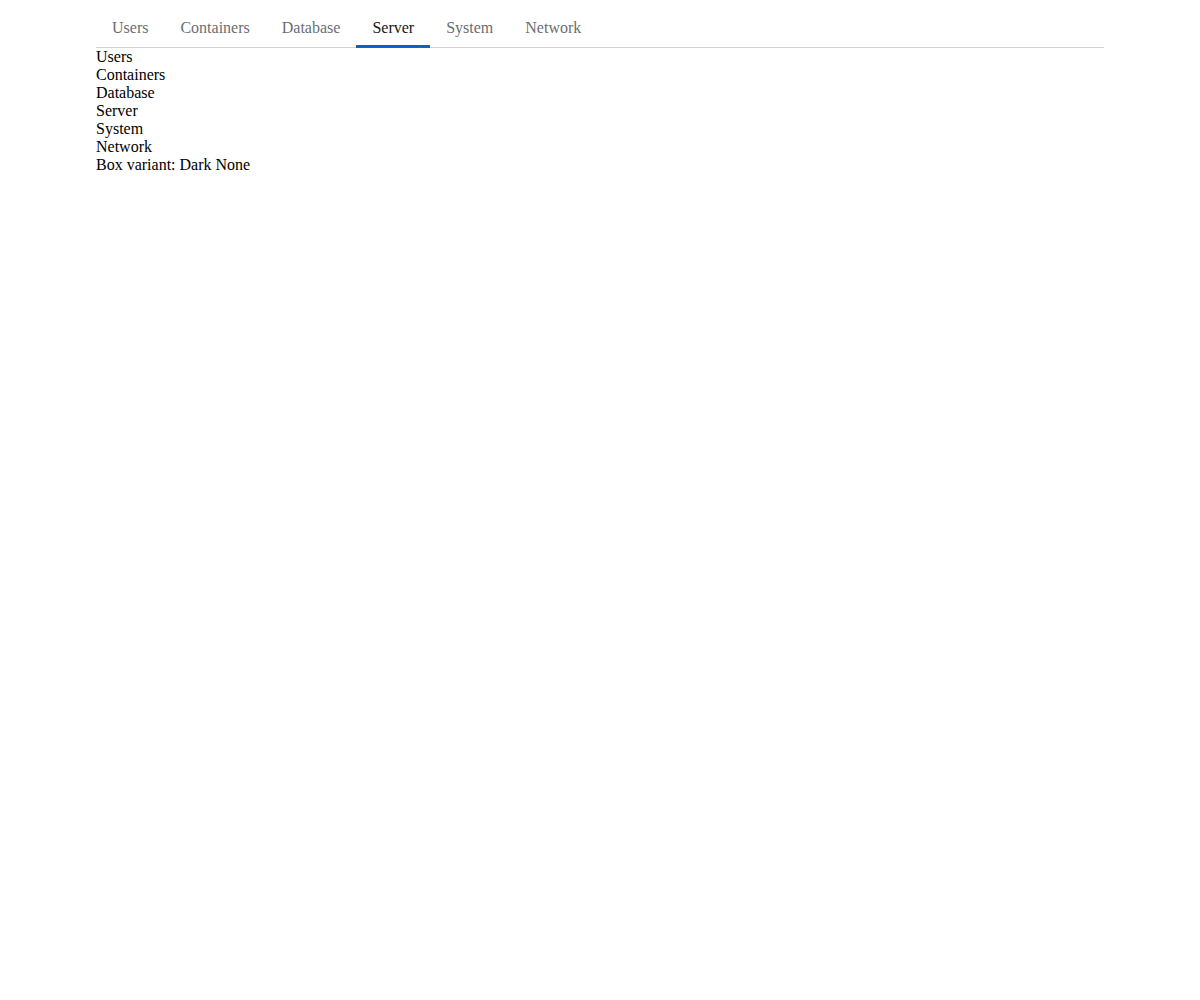 Users Containers Database Server System Network
Users
Containers
Database
Server
System
Network
Box variant: Dark None